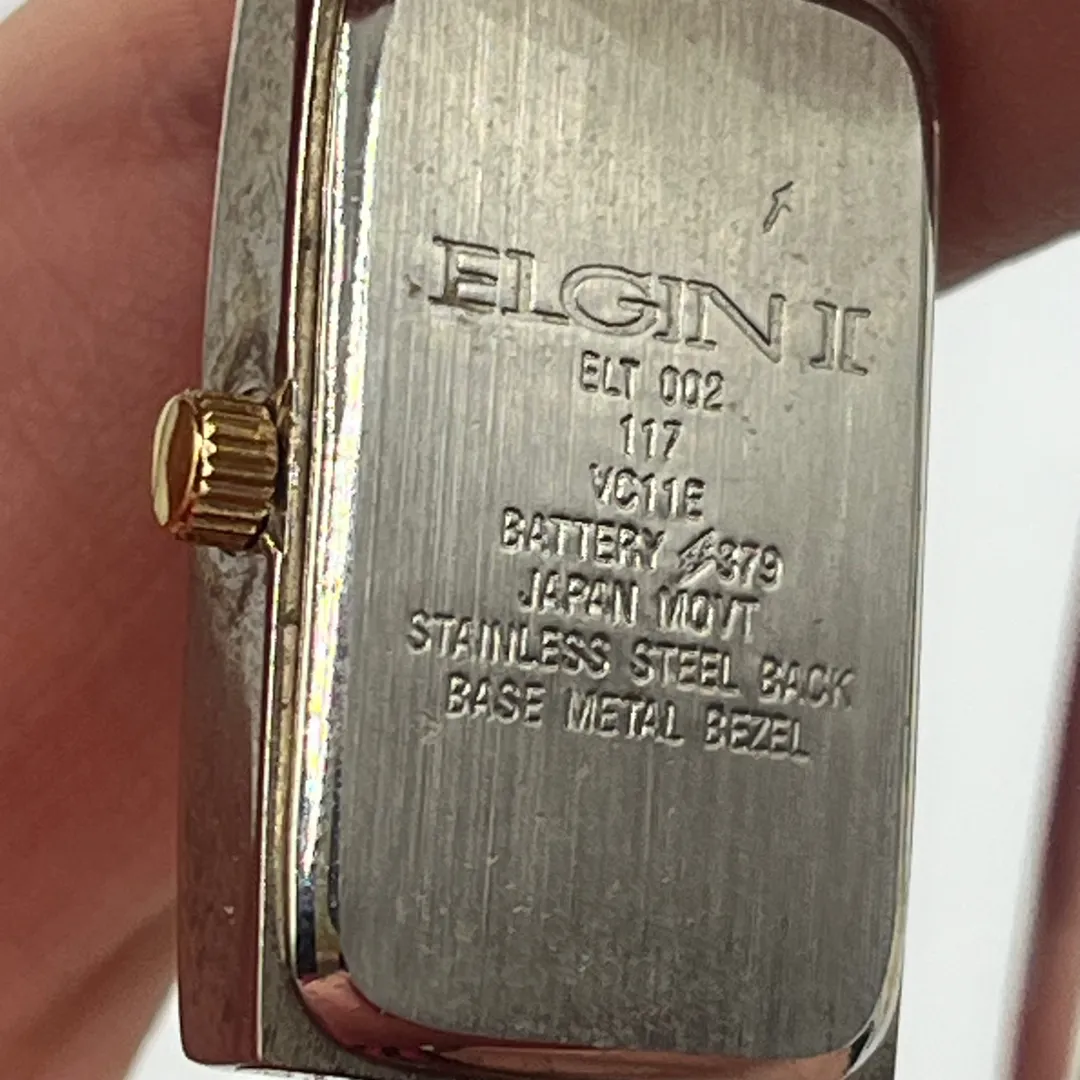 ELGIN II
ELT 002
117
VC11E
BATTERY 379
JAPAN MOVT
STAINLESS STEEL BACK
BASE METAL BEZEL